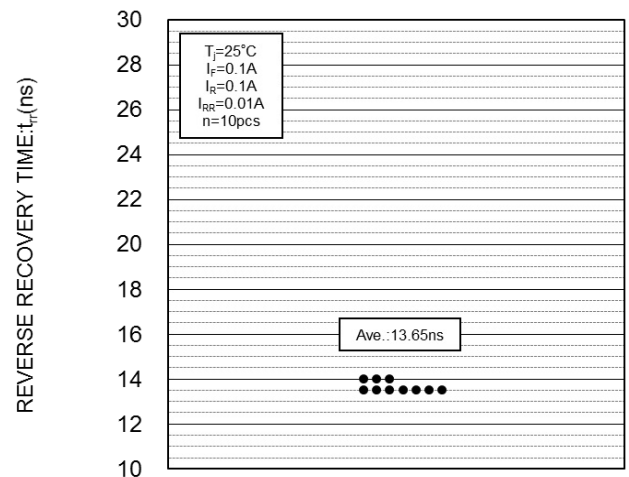 REVERSE RECOVERY TIME:trr(ns)
30
28
26
24
22
20
18
16
14
12
10
Tj=25°C
IF=0.1A
IR=0.1A
IRR=0.01A
n=10pcs
Ave.:13.65ns